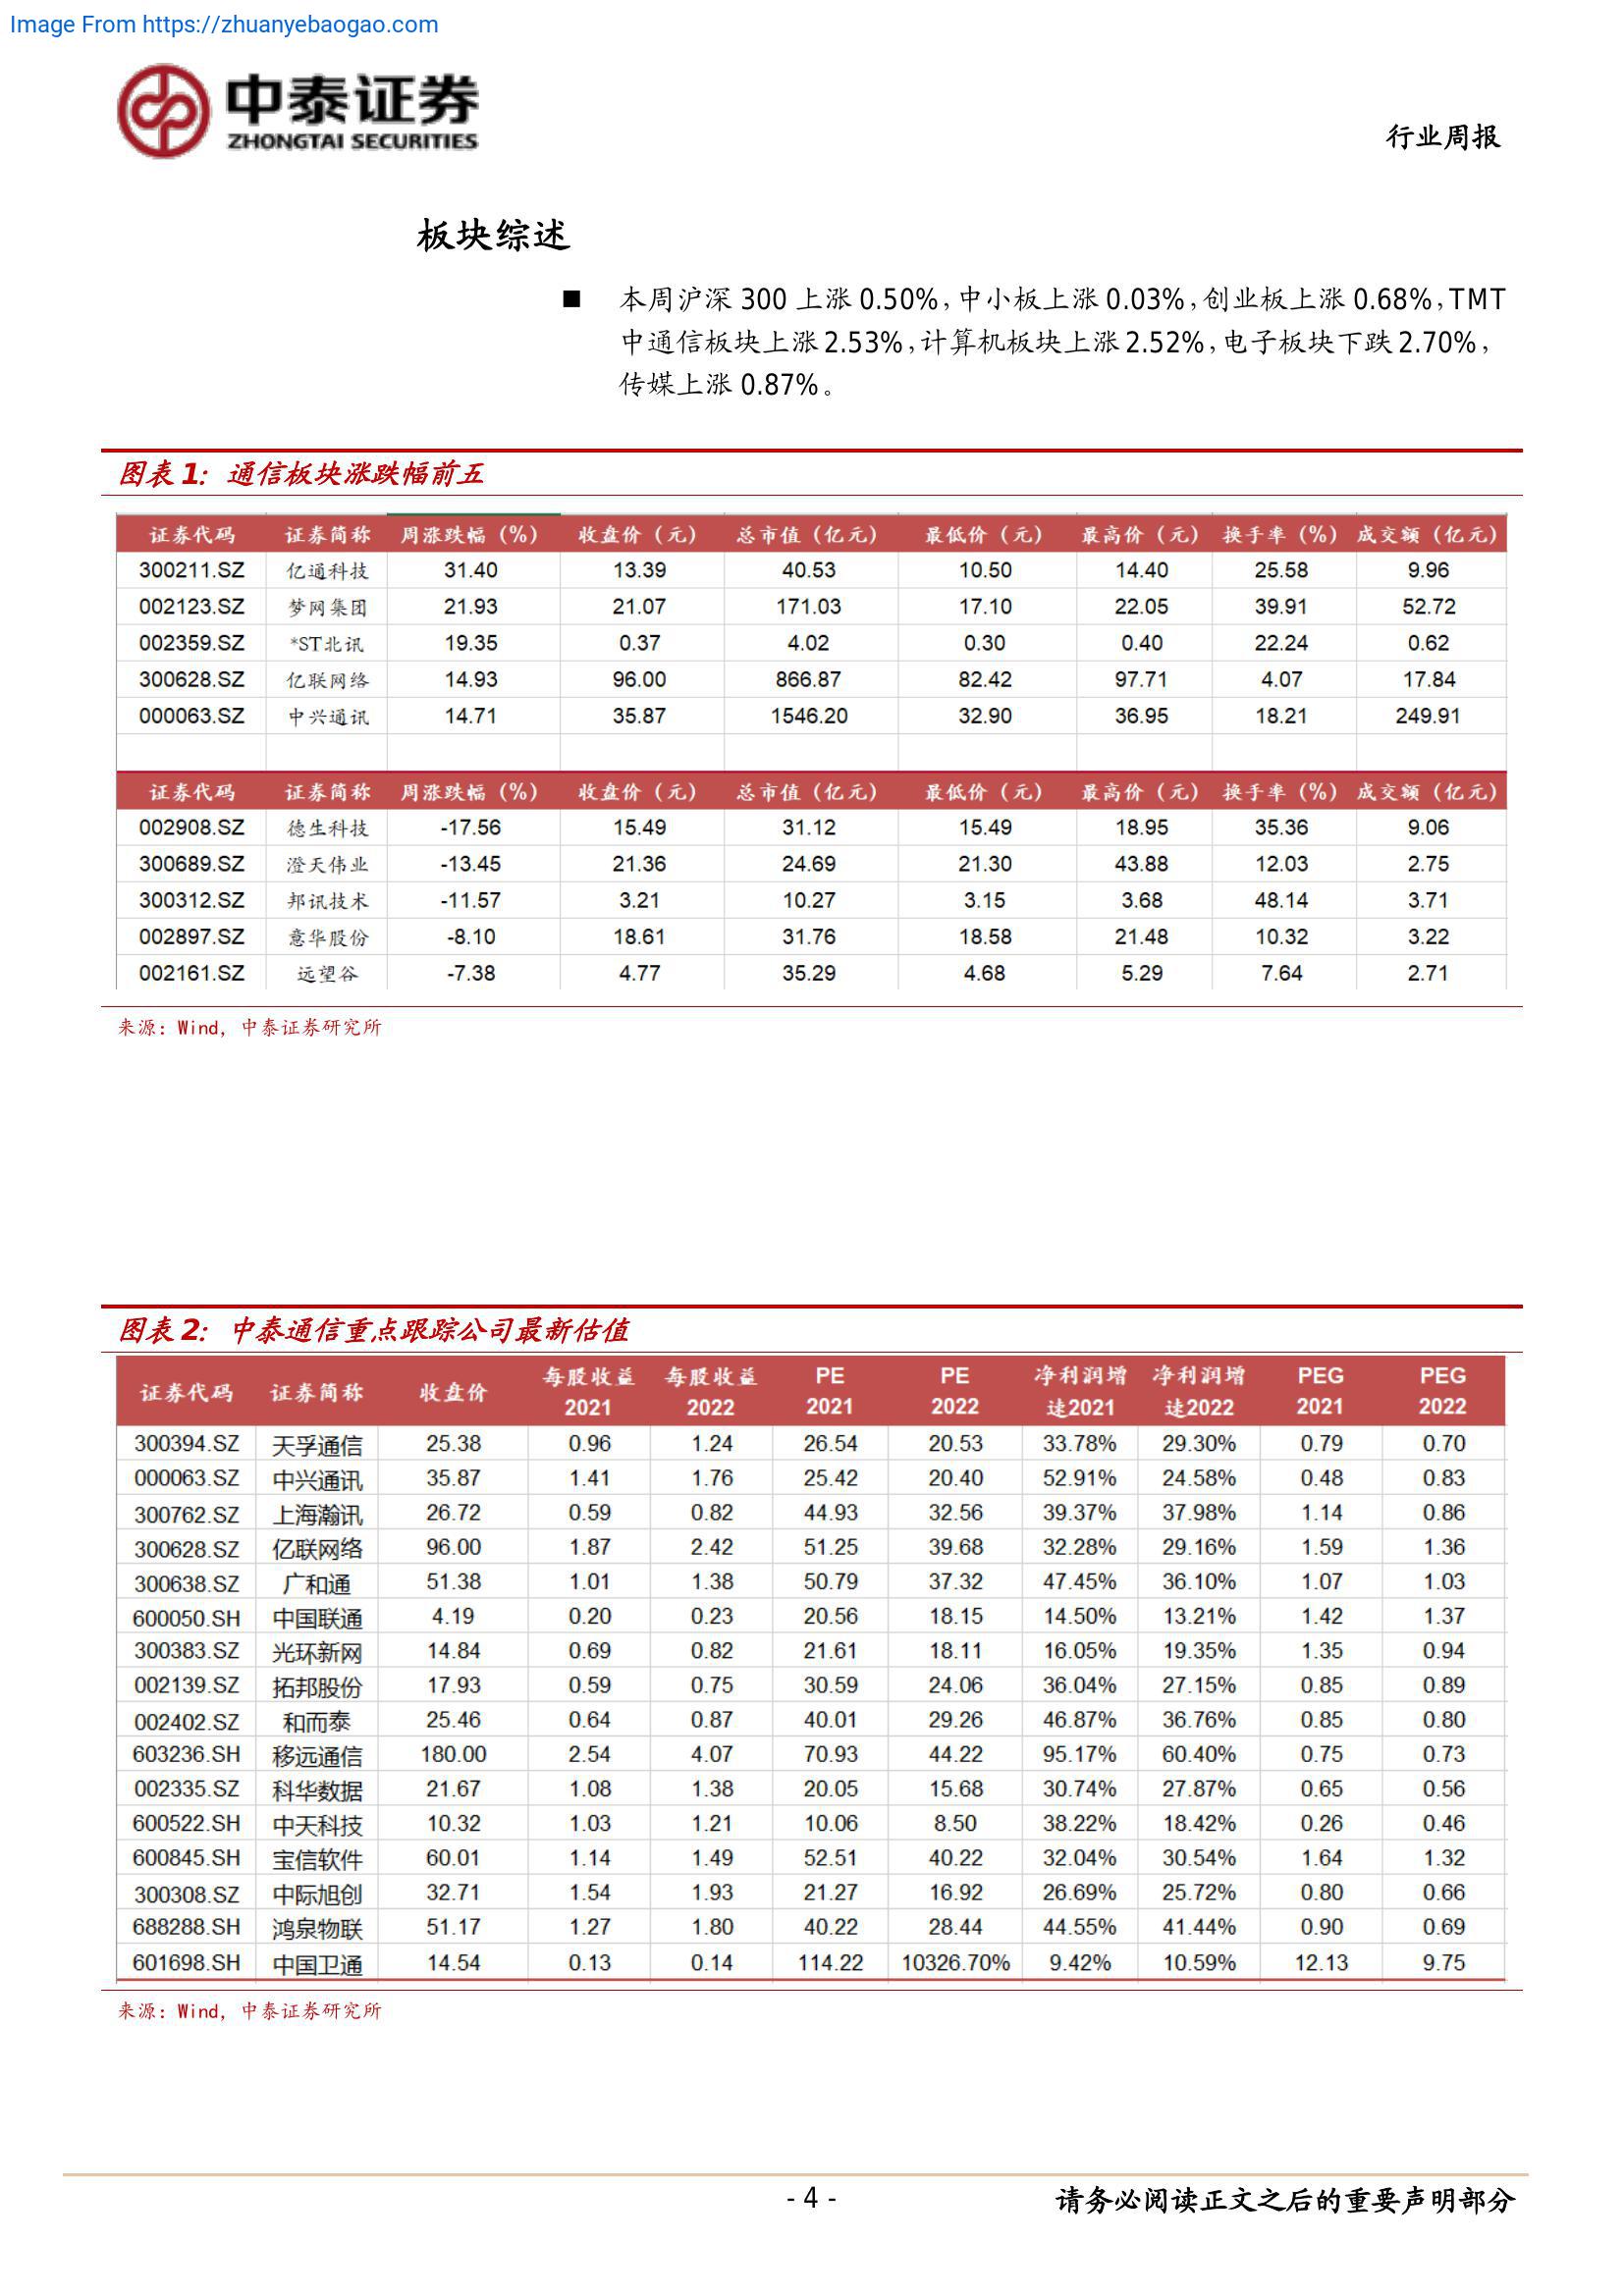 Image From https://zhuanyebaogao.com
中泰证券
ZHONGTAI SECURITIES
行业周报
板块综述
■ 本周沪深 300 上涨 0.50%，中小板上涨 0.03%，创业板上涨 0.68%，TMT
中通信板块上涨 2.53%，计算机板块上涨 2.52%，电子板块下跌 2.70%，
传媒上涨 0.87%。
图表 1：通信板块涨跌幅前五
证券代码 证券简称 周涨跌幅（%） 收盘价（元） 总市值（亿元） 最低价（元） 最高价（元） 换手率（%） 成交额（亿元）
300211.SZ 亿通科技 31.40 13.39 40.53 10.50 14.40 25.58 9.96
002123.SZ 梦网集团 21.93 21.07 171.03 17.10 22.05 39.91 52.72
002359.SZ *ST北讯 19.35 0.37 4.02 0.30 0.40 22.24 0.62
300628.SZ 亿联网络 14.93 96.00 866.87 82.42 97.71 4.07 17.84
000063.SZ 中兴通讯 14.71 35.87 1546.20 32.90 36.95 18.21 249.91
证券代码 证券简称 周涨跌幅（%） 收盘价（元） 总市值（亿元） 最低价（元） 最高价（元） 换手率（%） 成交额（亿元）
002908.SZ 德生科技 -17.56 15.49 31.12 15.49 18.95 35.36 9.06
300689.SZ 澄天伟业 -13.45 21.36 24.69 21.30 43.88 12.03 2.75
300312.SZ 邦讯技术 -11.57 3.21 10.27 3.15 3.68 48.14 3.71
002897.SZ 意华股份 -8.10 18.61 31.76 18.58 21.48 10.32 3.22
002161.SZ 远望谷 -7.38 4.77 35.29 4.68 5.29 7.64 2.71
来源：Wind，中泰证券研究所
图表 2：中泰通信重点跟踪公司最新估值
证券代码 证券简称 收盘价 每股收益 2021 每股收益 2022 PE 2021 PE 2022 净利润增速2021 净利润增速2022 PEG 2021 PEG 2022
300394.SZ 天孚通信 25.38 0.96 1.24 26.54 20.53 33.78% 29.30% 0.79 0.70
000063.SZ 中兴通讯 35.87 1.41 1.76 25.42 20.40 52.91% 24.58% 0.48 0.83
300762.SZ 上海瀚讯 26.72 0.59 0.82 44.93 32.56 39.37% 37.98% 1.14 0.86
300628.SZ 亿联网络 96.00 1.87 2.42 51.25 39.68 32.28% 29.16% 1.59 1.36
300638.SZ 广和通 51.38 1.01 1.38 50.79 37.32 47.45% 36.10% 1.07 1.03
600050.SH 中国联通 4.19 0.20 0.23 20.56 18.15 14.50% 13.21% 1.42 1.37
300383.SZ 光环新网 14.84 0.69 0.82 21.61 18.11 16.05% 19.35% 1.35 0.94
002139.SZ 拓邦股份 17.93 0.59 0.75 30.59 24.06 36.04% 27.15% 0.85 0.89
002402.SZ 和而泰 25.46 0.64 0.87 40.01 29.26 46.87% 36.76% 0.85 0.80
603236.SH 移远通信 180.00 2.54 4.07 70.93 44.22 95.17% 60.40% 0.75 0.73
002335.SZ 科华数据 21.67 1.08 1.38 20.05 15.68 30.74% 27.87% 0.65 0.56
600522.SH 中天科技 10.32 1.03 1.21 10.06 8.50 38.22% 18.42% 0.26 0.46
600845.SH 宝信软件 60.01 1.14 1.49 52.51 40.22 32.04% 30.54% 1.64 1.32
300308.SZ 中际旭创 32.71 1.54 1.93 21.27 16.92 26.69% 25.72% 0.80 0.66
688288.SH 鸿泉物联 51.17 1.27 1.80 40.22 28.44 44.55% 41.44% 0.90 0.69
601698.SH 中国卫通 14.54 0.13 0.14 114.22 10326.70% 9.42% 10.59% 12.13 9.75
来源：Wind，中泰证券研究所
- 4 -
请务必阅读正文之后的重要声明部分